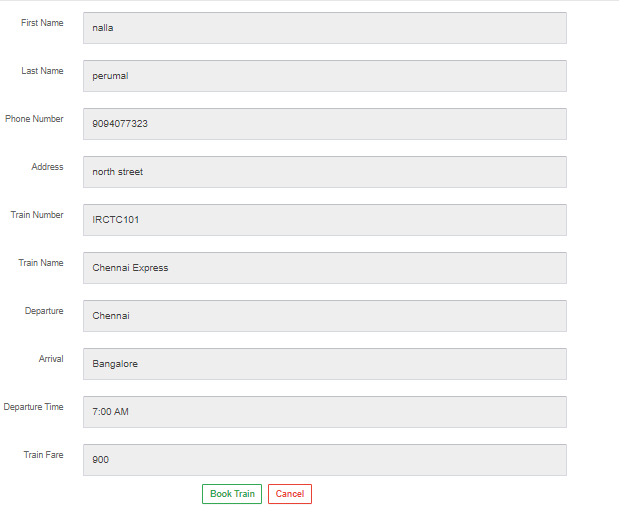 First Name nalla
Last Name perumal
Phone Number 9094077323
Address north street
Train Number IRCTC101
Train Name Chennai Express
Departure Chennai
Arrival Bangalore
Departure Time 7:00 AM
Train Fare 900
Book Train Cancel